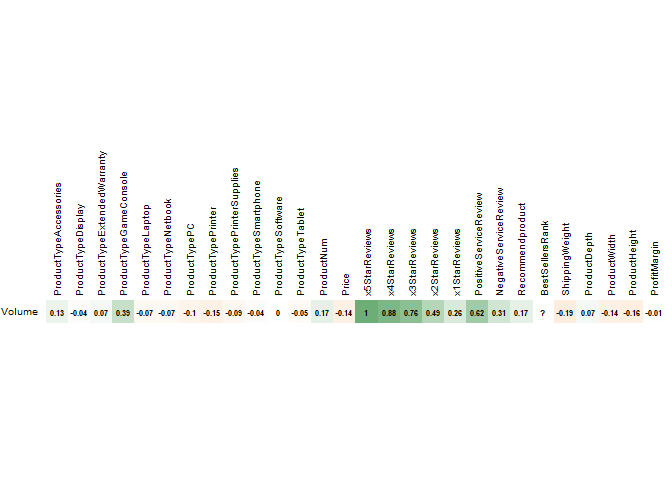 ProductTypeAccessories
ProductTypeDisplay
ProductTypeExtendedWarranty
ProductTypeGameConsole
ProductTypeLaptop
ProductTypeNetbook
ProductTypePC
ProductTypePrinter
ProductTypePrinterSupplies
ProductTypeSmartphone
ProductTypeSoftware
ProductTypeTablet
ProductNum
Price
x5StarReviews
x4StarReviews
x3StarReviews
x2StarReviews
x1StarReviews
PositiveServiceReview
NegativeServiceReview
Recommendproduct
BestSellersRank
ShippingWeight
ProductDepth
ProductWidth
ProductHeight
ProfitMargin
Volume 0.13 -0.04 0.07 0.39 -0.07 -0.07 -0.1 -0.15 -0.09 -0.04 0 -0.05 0.17 -0.14 1 0.88 0.76 0.49 0.26 0.62 0.31 0.17 ? -0.19 0.07 -0.14 -0.16 -0.01